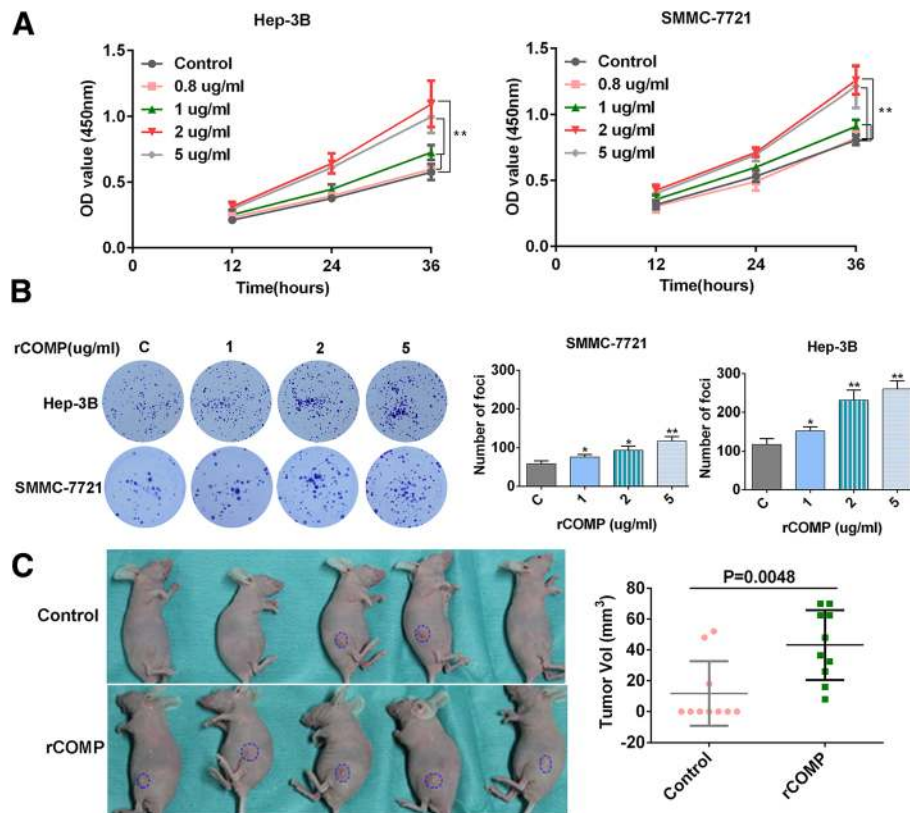 A
Hep-3B
OD value (450nm)
1.5
1.0
0.5
0.0
0
12
24
36
Time(hours)
Control
0.8 ug/ml
1 ug/ml
2 ug/ml
5 ug/ml
**
SMMC-7721
OD value (450nm)
1.5
1.0
0.5
0.0
0
12
24
36
Time(hours)
Control
0.8 ug/ml
1 ug/ml
2 ug/ml
5 ug/ml
**
B
rCOMP(ug/ml) C 1 2 5
Hep-3B
SMMC-7721
SMMC-7721
Number of foci
300
200
100
0
* * **
C 1 2 5
rCOMP (ug/ml)
Hep-3B
Number of foci
300
200
100
0
* ** **
C 1 2 5
rCOMP (ug/ml)
C
Control
rCOMP
P=0.0048
Tumor Vol (mm³)
80
60
40
20
0
-20
Control
rCOMP